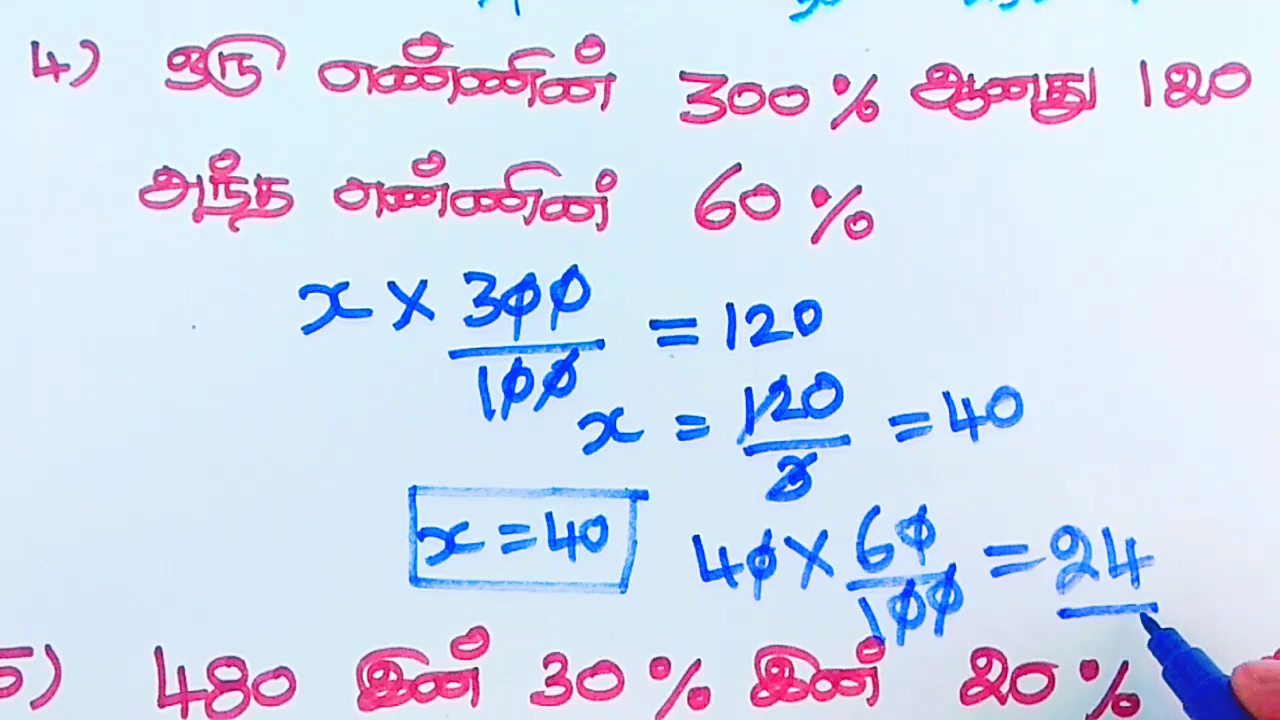 4) ஒரு எண்ணின் 300% ஆனது 120
அந்த எண்ணின் 60%
x × 300/100 = 120
x = 120/3 = 40
x = 40
40 × 60/100 = 24
5) 480 இன் 30% இன் 20%